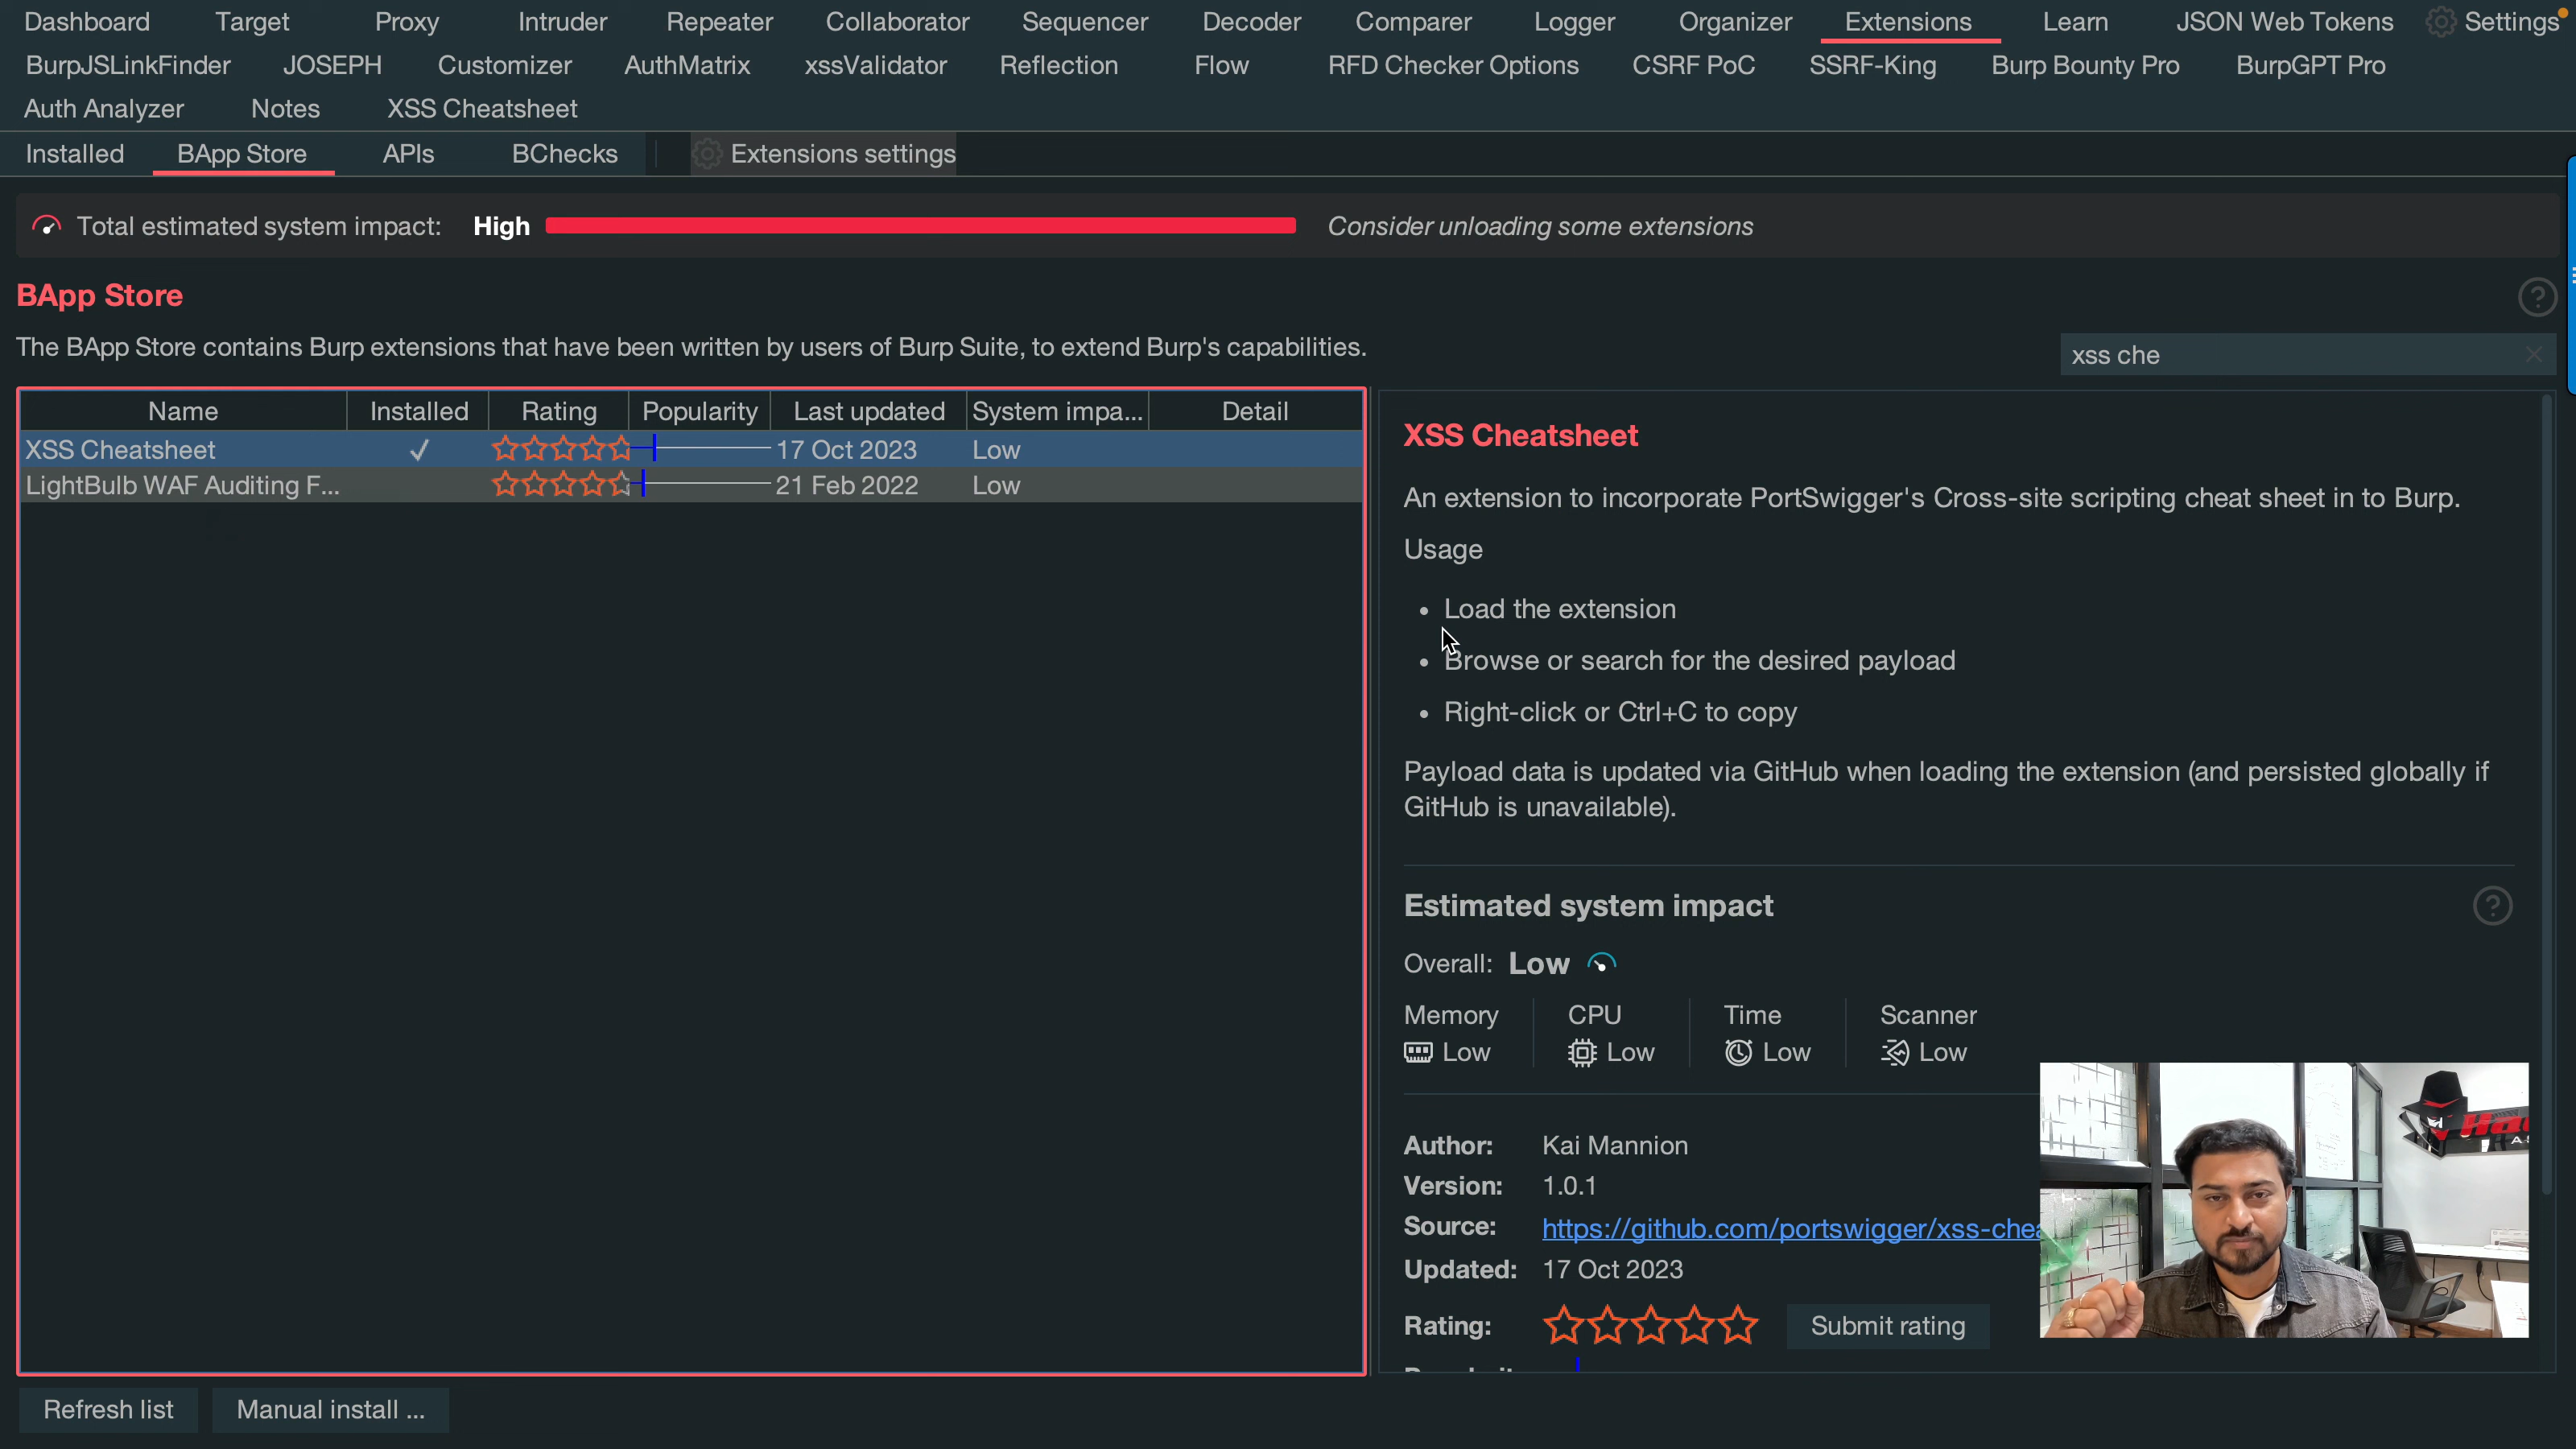 Dashboard Target Proxy Intruder Repeater Collaborator Sequencer Decoder Comparer Logger Organizer Extensions Learn JSON Web Tokens Settings
BurpJSLinkFinder JOSEPH Customizer AuthMatrix xssValidator Reflection Flow RFD Checker Options CSRF PoC SSRF-King Burp Bounty Pro BurpGPT Pro
Auth Analyzer Notes XSS Cheatsheet
Installed BApp Store APIs BChecks Extensions settings
Total estimated system impact: High Consider unloading some extensions
BApp Store
The BApp Store contains Burp extensions that have been written by users of Burp Suite, to extend Burp's capabilities.
xss che
Name Installed Rating Popularity Last updated System impa... Detail
XSS Cheatsheet 17 Oct 2023 Low
LightBulb WAF Auditing F... 21 Feb 2022 Low
XSS Cheatsheet
An extension to incorporate PortSwigger's Cross-site scripting cheat sheet in to Burp.
Usage
• Load the extension
• Browse or search for the desired payload
• Right-click or Ctrl+C to copy
Payload data is updated via GitHub when loading the extension (and persisted globally if
GitHub is unavailable).
Estimated system impact
Overall: Low
Memory CPU Time Scanner
Low Low Low Low
Author: Kai Mannion
Version: 1.0.1
Source: https://github.com/portswigger/xss-chea
Updated: 17 Oct 2023
Rating: Submit rating
Refresh list Manual install ...